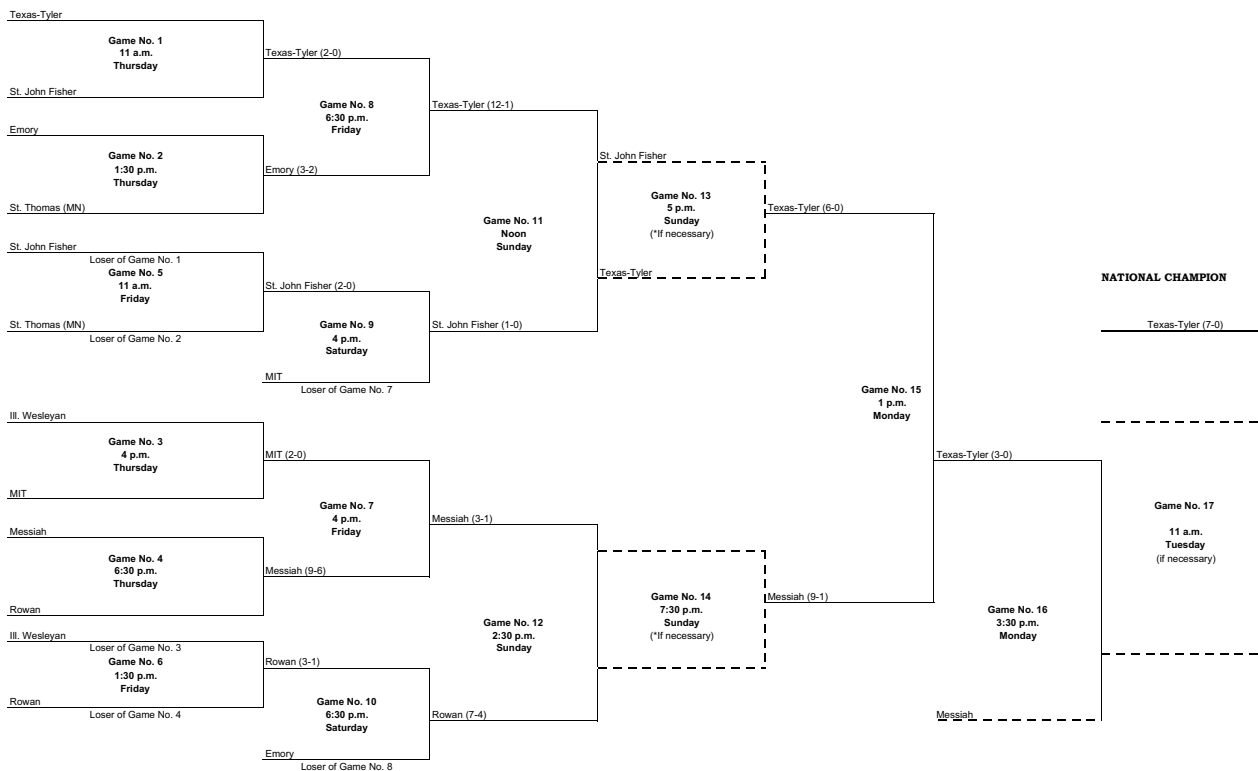 Texas-Tyler
Game No. 1
11 a.m.
Thursday
St. John Fisher
Texas-Tyler (2-0)
Emory
Game No. 2
1:30 p.m.
Thursday
St. Thomas (MN)
Emory (3-2)
Game No. 8
6:30 p.m.
Friday
Texas-Tyler (12-1)
St. John Fisher
Loser of Game No. 1
Game No. 5
11 a.m.
Friday
St. Thomas (MN)
Loser of Game No. 2
St. John Fisher (2-0)
Game No. 9
4 p.m.
Saturday
MIT
Loser of Game No. 7
St. John Fisher (1-0)
Game No. 11
Noon
Sunday
St. John Fisher
Game No. 13
5 p.m.
Sunday
(*If necessary)
Texas-Tyler
Texas-Tyler (6-0)
Ill. Wesleyan
Game No. 3
4 p.m.
Thursday
MIT
MIT (2-0)
Messiah
Game No. 4
6:30 p.m.
Thursday
Rowan
Messiah (9-6)
Game No. 7
4 p.m.
Friday
Messiah (3-1)
Ill. Wesleyan
Loser of Game No. 3
Game No. 6
1:30 p.m.
Friday
Rowan
Loser of Game No. 4
Rowan (3-1)
Game No. 10
6:30 p.m.
Saturday
Emory
Loser of Game No. 8
Rowan (7-4)
Game No. 12
2:30 p.m.
Sunday
Game No. 14
7:30 p.m.
Sunday
(*If necessary)
Messiah (9-1)
Game No. 15
1 p.m.
Monday
Texas-Tyler (3-0)
Game No. 16
3:30 p.m.
Monday
Messiah
NATIONAL CHAMPION
Texas-Tyler (7-0)
Game No. 17
11 a.m.
Tuesday
(if necessary)